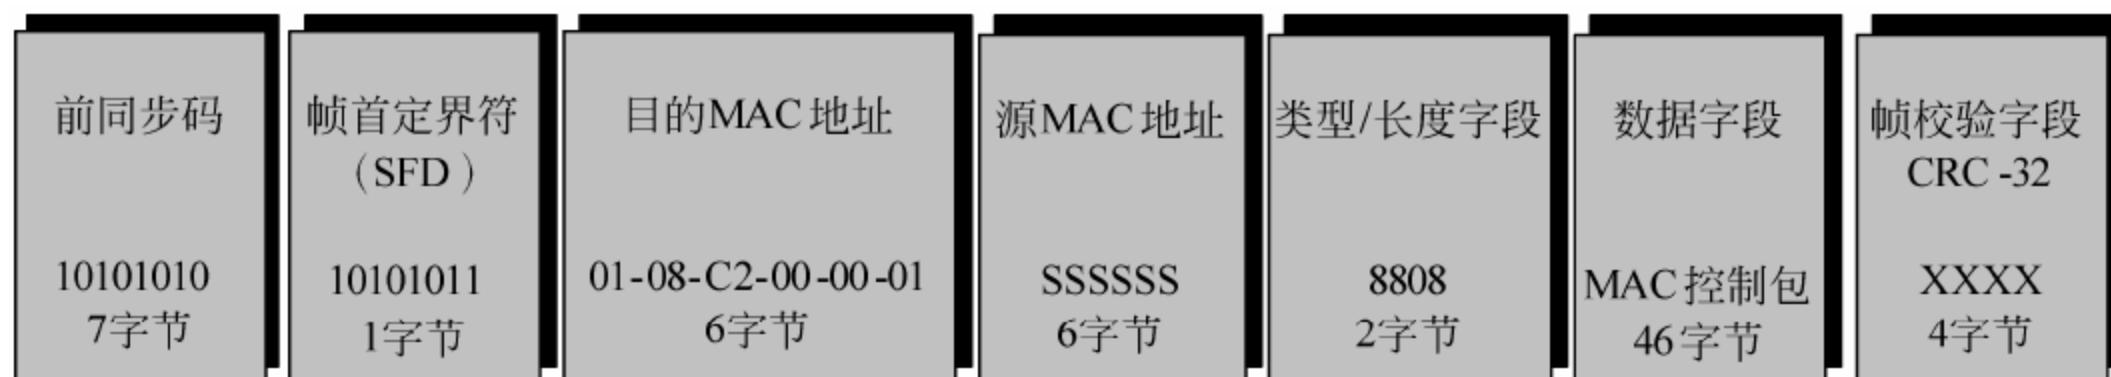 前同步码
10101010
7字节
帧首定界符
（SFD）
10101011
1字节
目的MAC地址
01-08-C2-00-00-01
6字节
源MAC地址
SSSSSS
6字节
类型/长度字段
8808
2字节
数据字段
MAC控制包
46字节
帧校验字段
CRC-32
XXXX
4字节